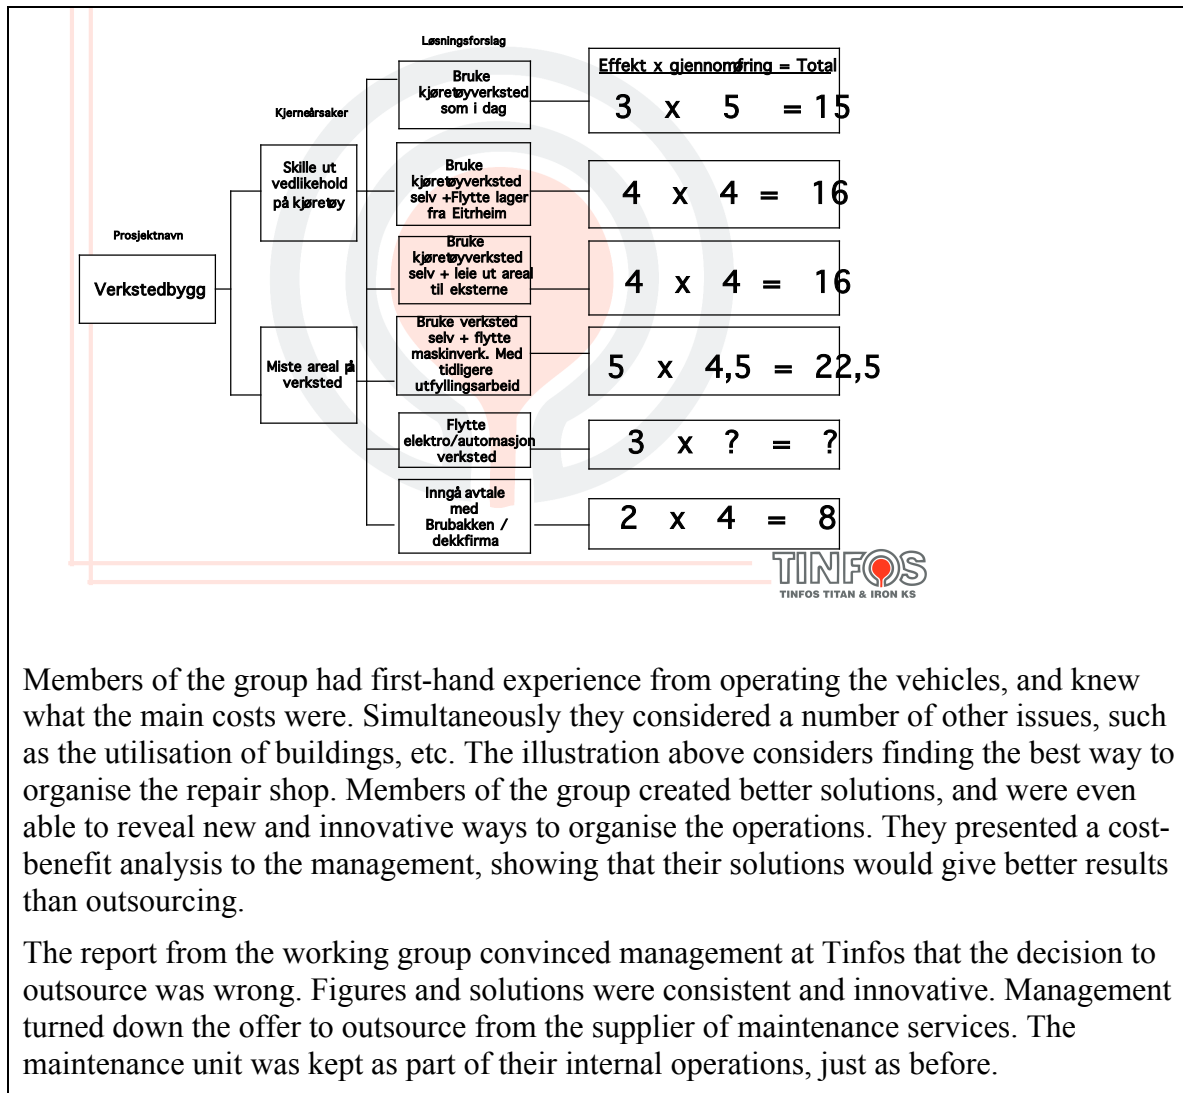 Løsningsforslag
Bruke
kjøretøyverksted
som i dag
Effekt x gjennomføring = Total
3 x 5 = 15
Kjerneårsaker
Skille ut
vedlikehold
på kjøretøy
Bruke
kjøretøyverksted
selv +Flytte lager
fra Eitrheim
4 x 4 = 16
Prosjektnavn
Verkstedbygg
Bruke
kjøretøyverksted
selv + leie ut areal
til eksterne
4 x 4 = 16
Miste areal på
verksted
Bruke verksted
selv + flytte
maskinverk. Med
tidligere
utfyllingsarbeid
5 x 4,5 = 22,5
Flytte
elektro/automasjon
verksted
3 x ? = ?
Inngå avtale
med
Brubakken /
dekkfirma
2 x 4 = 8
TINFOS
TINFOS TITAN & IRON KS
Members of the group had first-hand experience from operating the vehicles, and knew
what the main costs were. Simultaneously they considered a number of other issues, such
as the utilisation of buildings, etc. The illustration above considers finding the best way to
organise the repair shop. Members of the group created better solutions, and were even
able to reveal new and innovative ways to organise the operations. They presented a cost-
benefit analysis to the management, showing that their solutions would give better results
than outsourcing.
The report from the working group convinced management at Tinfos that the decision to
outsource was wrong. Figures and solutions were consistent and innovative. Management
turned down the offer to outsource from the supplier of maintenance services. The
maintenance unit was kept as part of their internal operations, just as before.